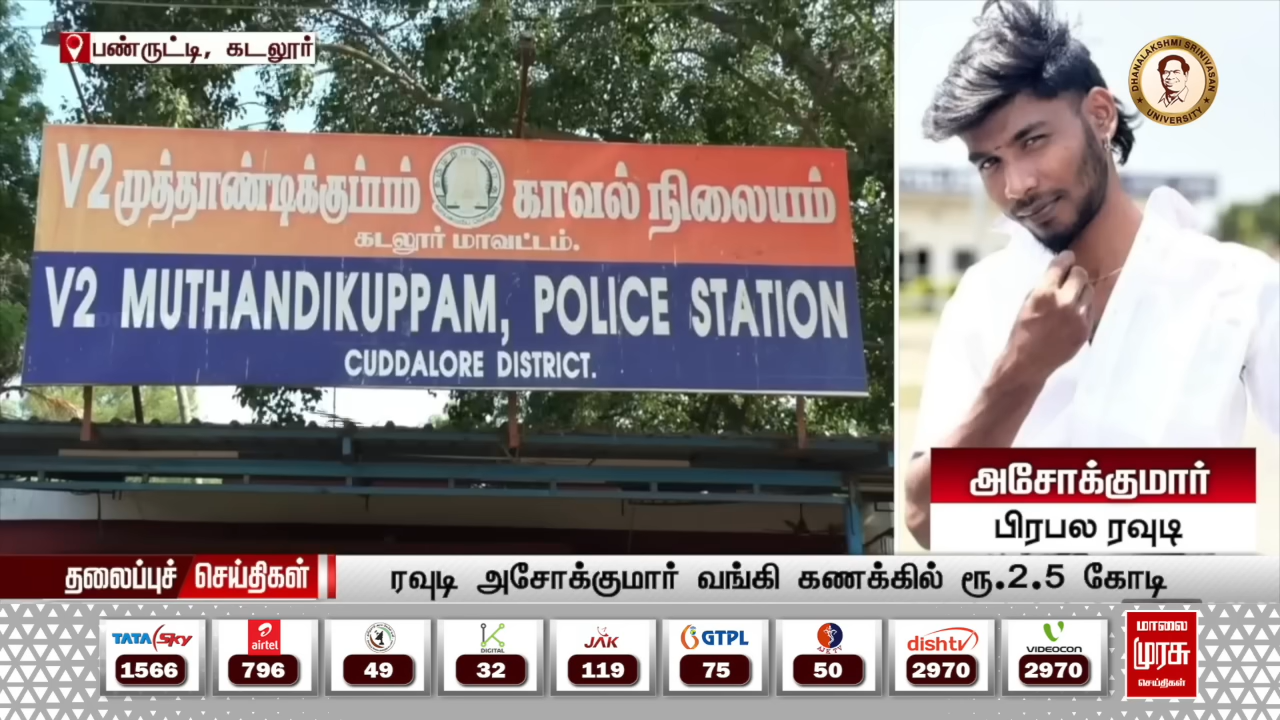 பண்ருட்டி, கடலூர்
DHANALAKSHMI SRINIVASAN
UNIVERSITY
V2 முத்தாண்டிக்குப்பம் காவல் நிலையம்
கடலூர் மாவட்டம்.
V2 MUTHANDIKUPPAM, POLICE STATION
CUDDALORE DISTRICT.
அசோக்குமார்
பிரபல ரவுடி
தலைப்புச் செய்திகள்
ரவுடி அசோக்குமார் வங்கி கணக்கில் ரூ.2.5 கோடி
TATA Sky
1566
airtel
796
49
DIGITAL
32
JAK
119
GTPL
75
50
dishtv
2970
VIDEOCON
2970
மாலை
முரசு
செய்திகள்